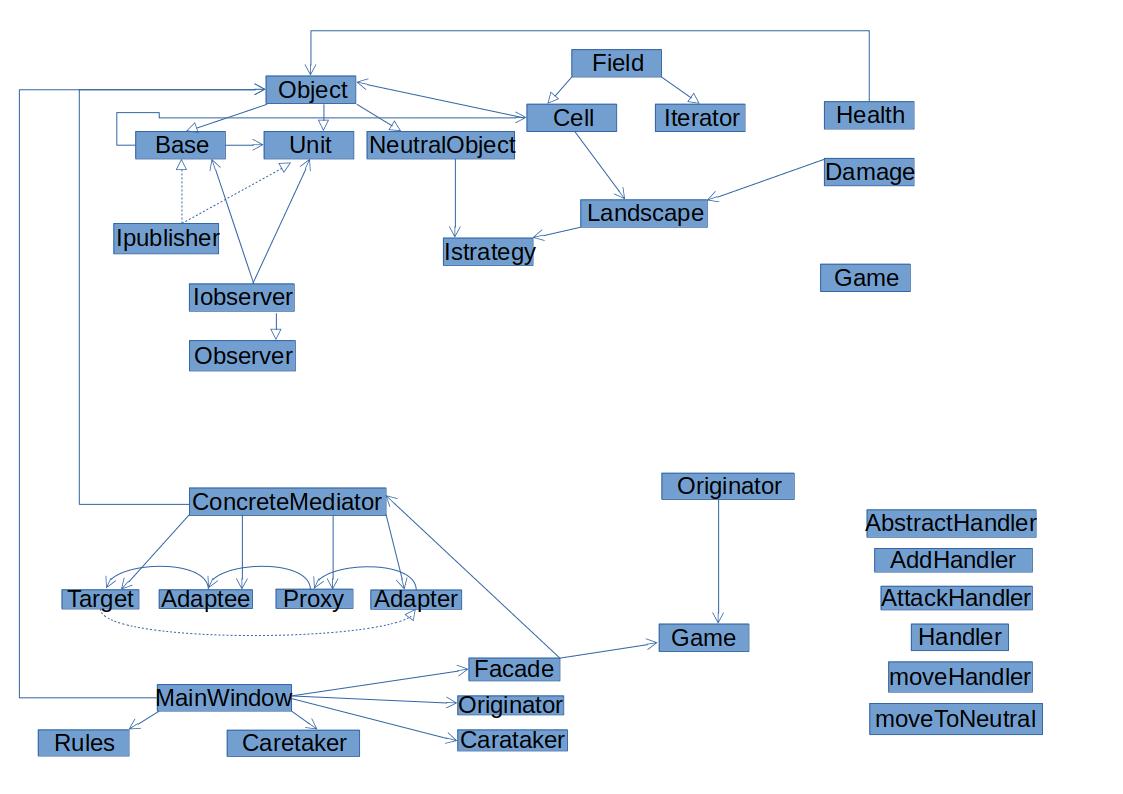 Field
Object
Health
Cell
Iterator
Base
Unit
NeutralObject
Damage
Landscape
Ipublisher
Istrategy
Game
Iobserver
Observer
ConcreteMediator
Originator
AbstractHandler
AddHandler
Target
Adaptee
Proxy
Adapter
AttackHandler
Game
Handler
Facade
moveHandler
MainWindow
Originator
moveToNeutral
Rules
Caretaker
Carataker